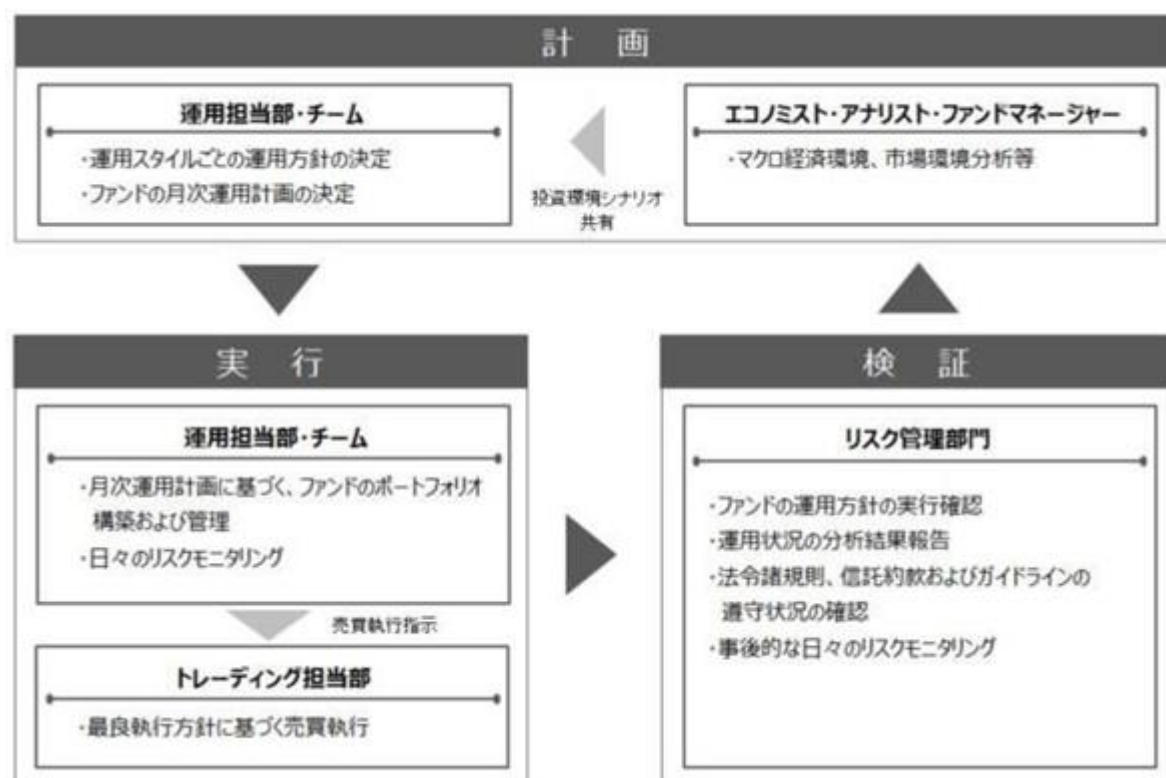 計 画
運用担当部・チーム
・運用スタイルごとの運用方針の決定
・ファンドの月次運用計画の決定
投資環境シナリオ
共有
エコノミスト・アナリスト・ファンドマネージャー
・マクロ経済環境、市場環境分析等
実 行
運用担当部・チーム
・月次運用計画に基づく、ファンドのポートフォリオ
構築および管理
・日々のリスクモニタリング
売買執行指示
トレーディング担当部
・最良執行方針に基づく売買執行
検 証
リスク管理部門
・ファンドの運用方針の実行確認
・運用状況の分析結果報告
・法令諸規則、信託約款およびガイドラインの
遵守状況の確認
・事後的な日々のリスクモニタリング